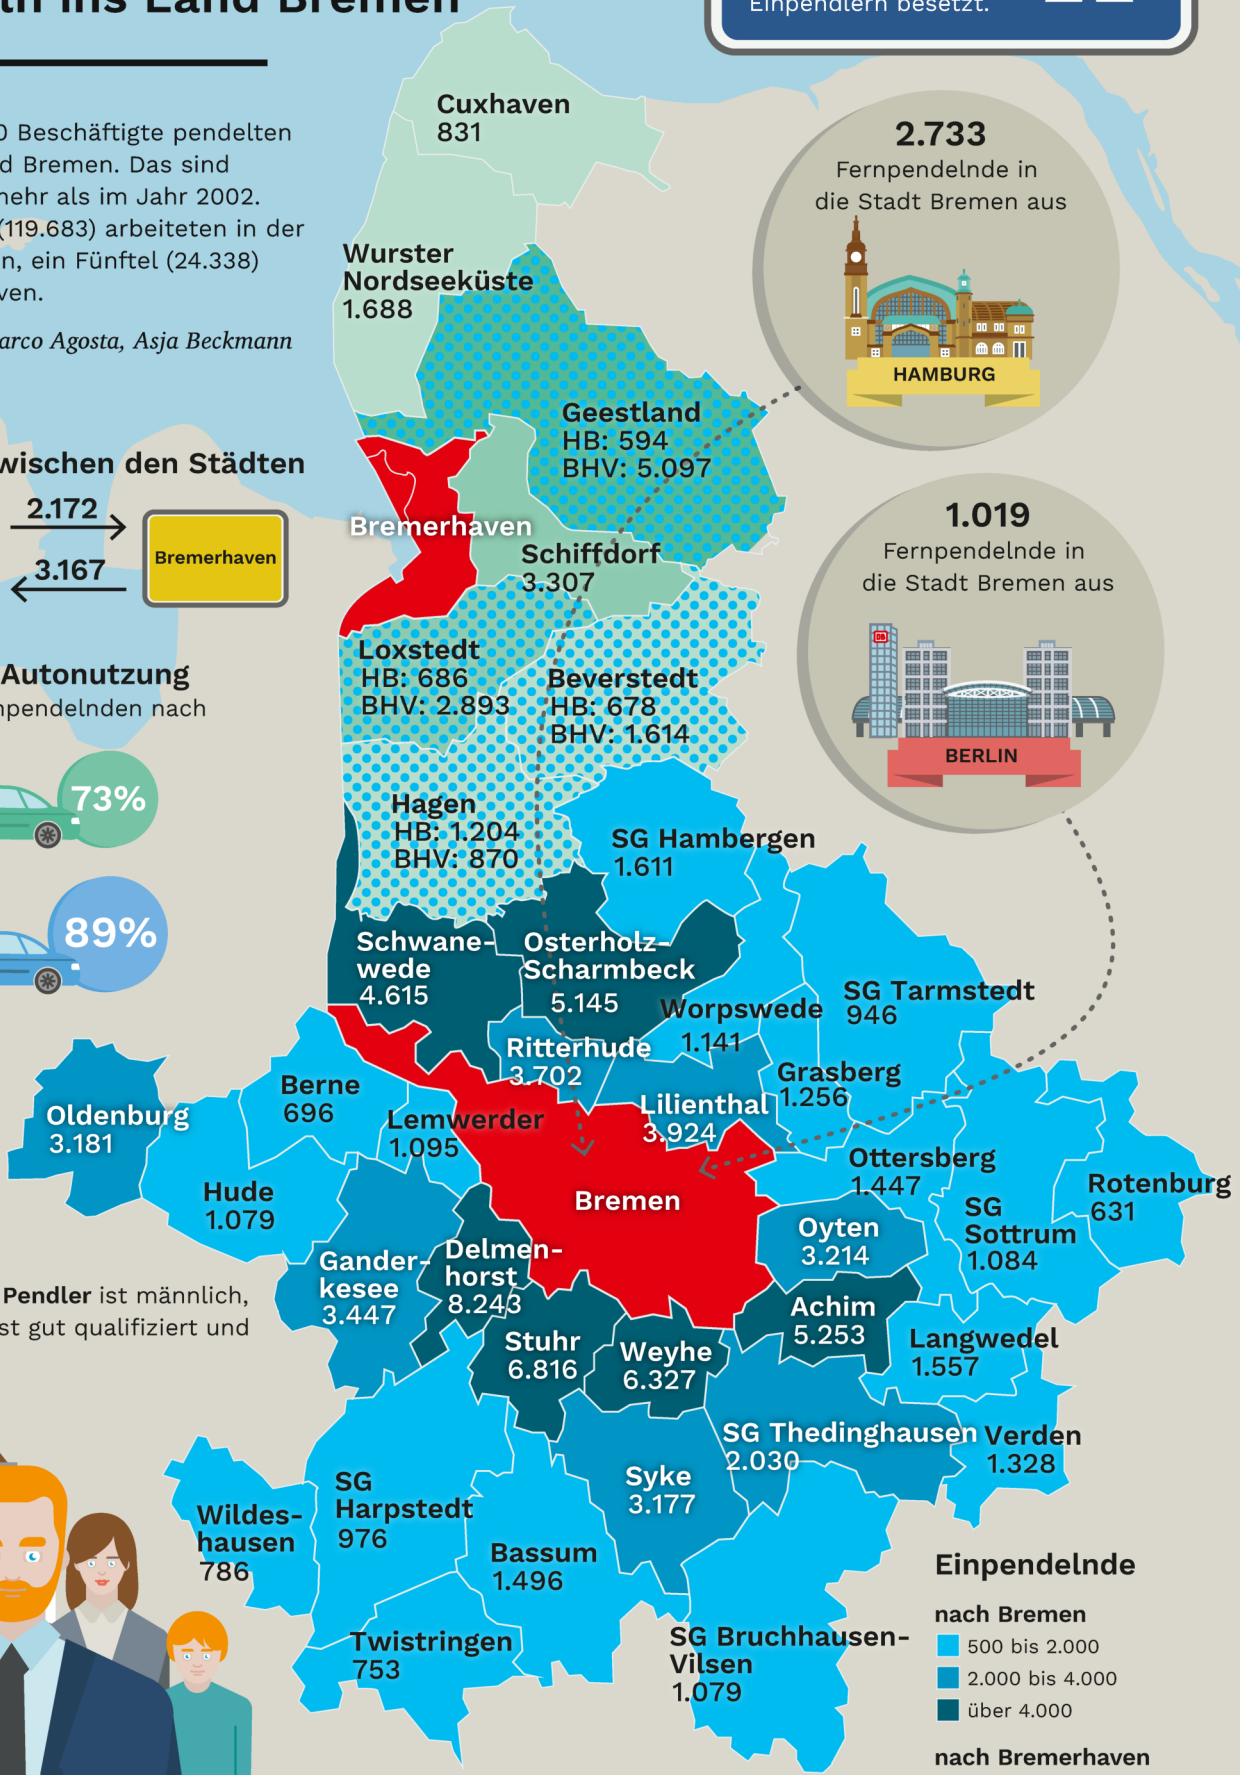 ins Land Bremen
Einpendlern besetzt.
0 Beschäftigte pendelten
d Bremen. Das sind
mehr als im Jahr 2002.
(119.683) arbeiteten in der
n, ein Fünftel (24.338)
ven.
arco Agosta, Asja Beckmann
wischen den Städten
2.172
3.167
Bremerhaven
Autonutzung
npendelnden nach
73%
89%
Pendler ist männlich,
st gut qualifiziert und
Cuxhaven
831
Wurster
Nordseeküste
1.688
Geestland
HB: 594
BHV: 5.097
Bremerhaven
Schiffdorf
3.307
Loxstedt
HB: 686
BHV: 2.893
Beverstedt
HB: 678
BHV: 1.614
Hagen
HB: 1.204
BHV: 870
SG Hambergen
1.611
Schwane-
wede
4.615
Osterholz-
Scharmbeck
5.145
Worpswede
1.141
SG Tarmstedt
946
Ritterhude
3.702
Grasberg
1.256
Lilienthal
3.924
Berne
696
Lemwerder
1.095
Oldenburg
3.181
Hude
1.079
Bremen
Ottersberg
1.447
Rotenburg
631
SG
Sottrum
1.084
Oyten
3.214
Gander-
kesee
3.447
Delmen-
horst
8.243
Achim
5.253
Stuhr
6.816
Weyhe
6.327
Langwedel
1.557
SG Thedinghausen
2.030
Verden
1.328
Syke
3.177
SG
Harpstedt
976
Wildes-
hausen
786
Bassum
1.496
Twistringen
753
SG Bruchhausen-
Vilsen
1.079
2.733
Fernpendelnde in
die Stadt Bremen aus
HAMBURG
1.019
Fernpendelnde in
die Stadt Bremen aus
DB
BERLIN
Einpendelnde
nach Bremen
500 bis 2.000
2.000 bis 4.000
über 4.000
nach Bremerhaven